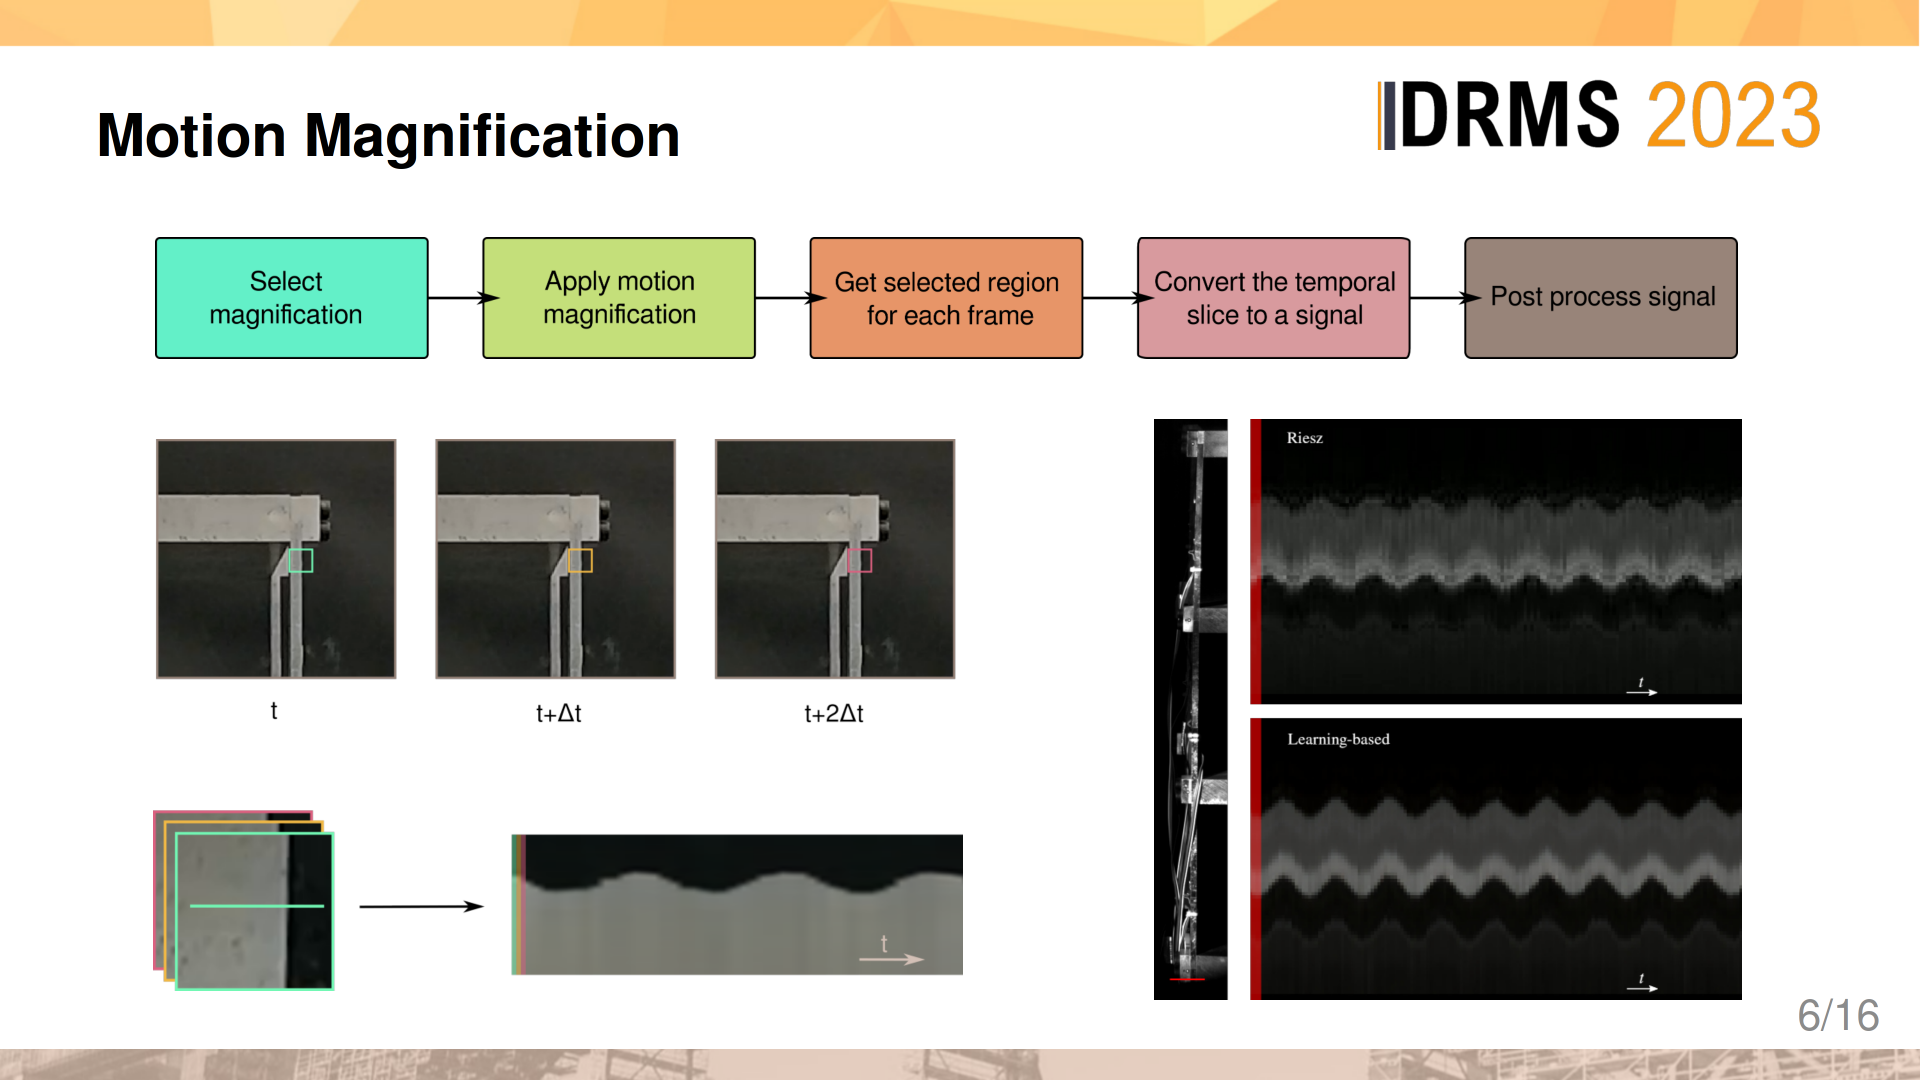 IDRMS 2023
Motion Magnification
Select
magnification
Apply motion
magnification
Get selected region
for each frame
Convert the temporal
slice to a signal
Post process signal
t
t+Δt
t+2Δt
t
Riesz
t
Learning-based
t
6/16